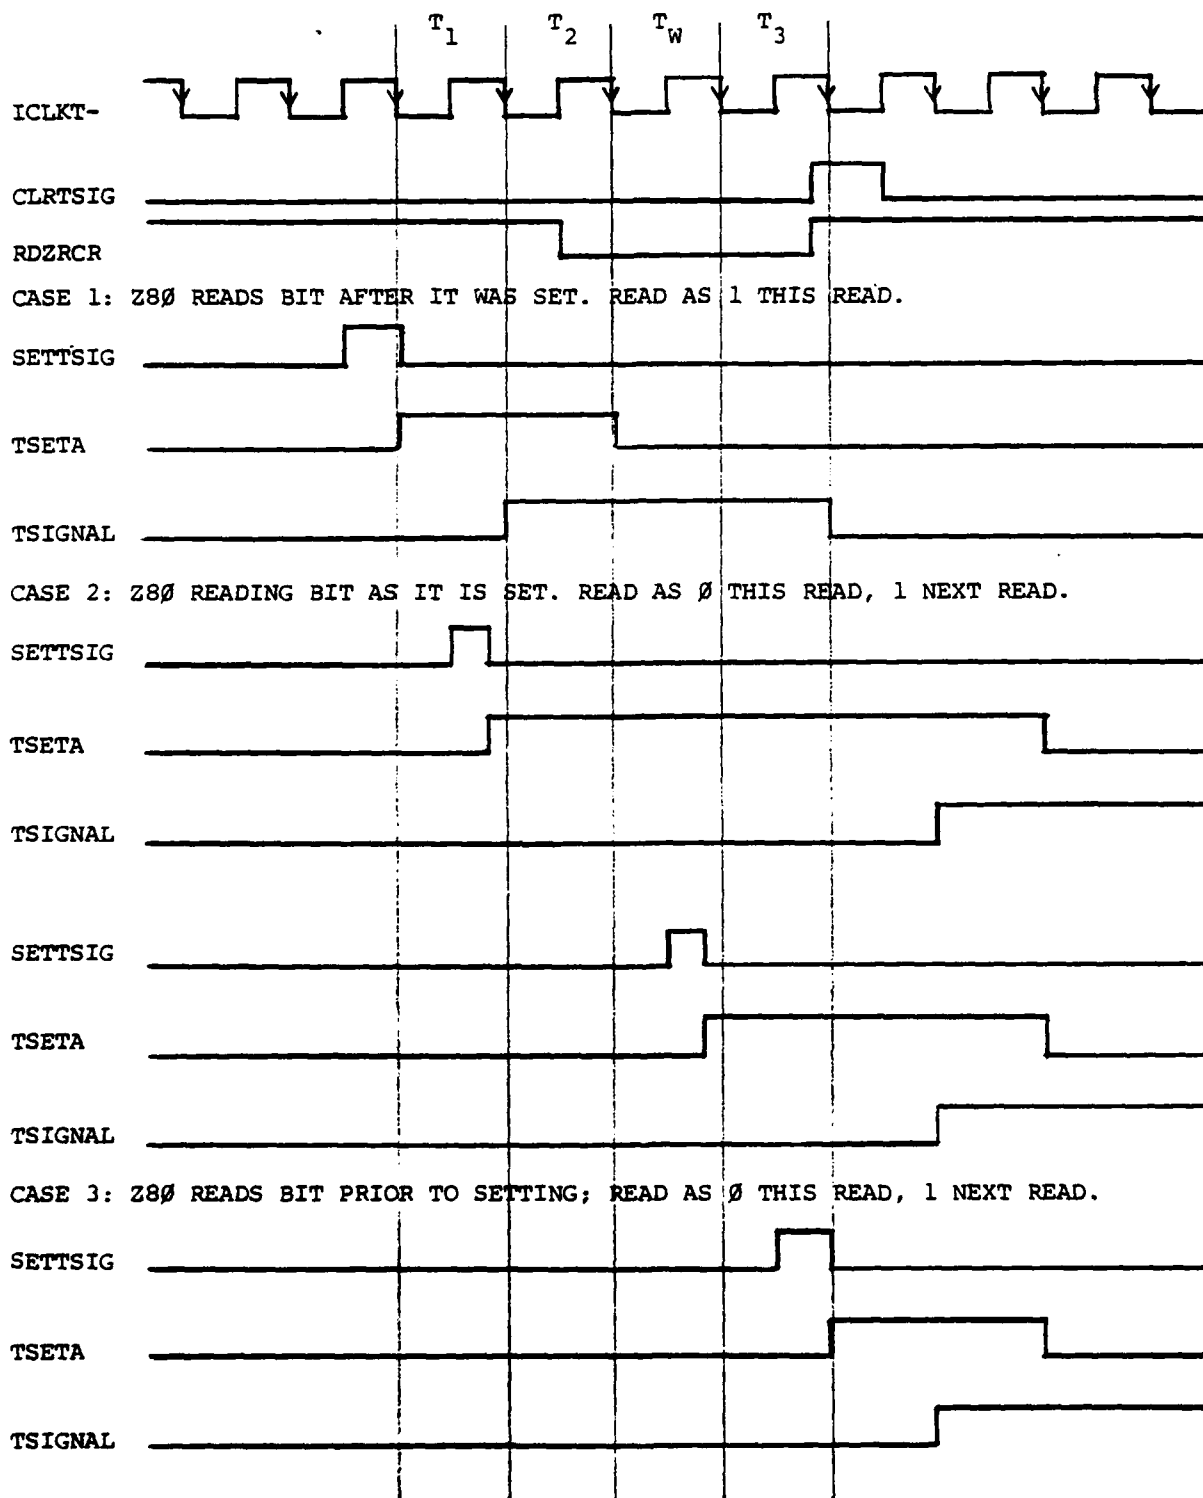 T1 T2 TW T3
ICLKT-
CLRTSIG
RDZRCR
CASE 1: Z8Ø READS BIT AFTER IT WAS SET. READ AS 1 THIS READ.
SETTSIG
TSETA
TSIGNAL
CASE 2: Z8Ø READING BIT AS IT IS SET. READ AS Ø THIS READ, 1 NEXT READ.
SETTSIG
TSETA
TSIGNAL
SETTSIG
TSETA
TSIGNAL
CASE 3: Z8Ø READS BIT PRIOR TO SETTING; READ AS Ø THIS READ, 1 NEXT READ.
SETTSIG
TSETA
TSIGNAL